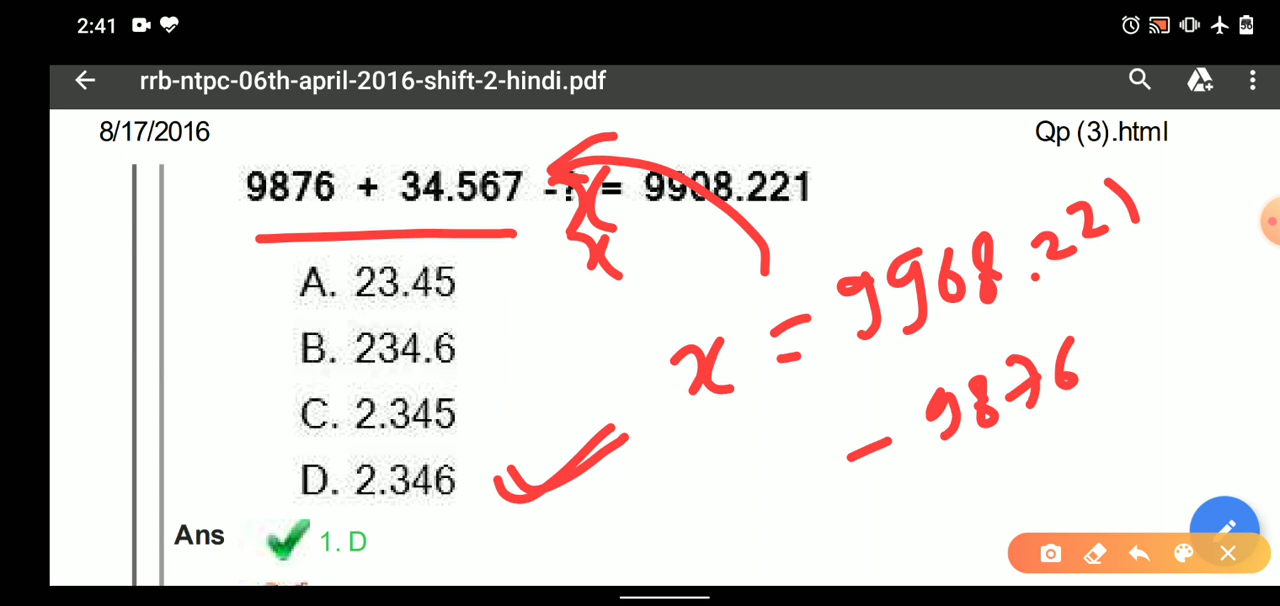 2:41
rrb-ntpc-06th-april-2016-shift-2-hindi.pdf
8/17/2016 Qp (3).html
9876 + 34.567 -? = 9908.221
x
x
A. 23.45
B. 234.6
C. 2.345
D. 2.346
x = 9968.221
- 9876
Ans 1. D